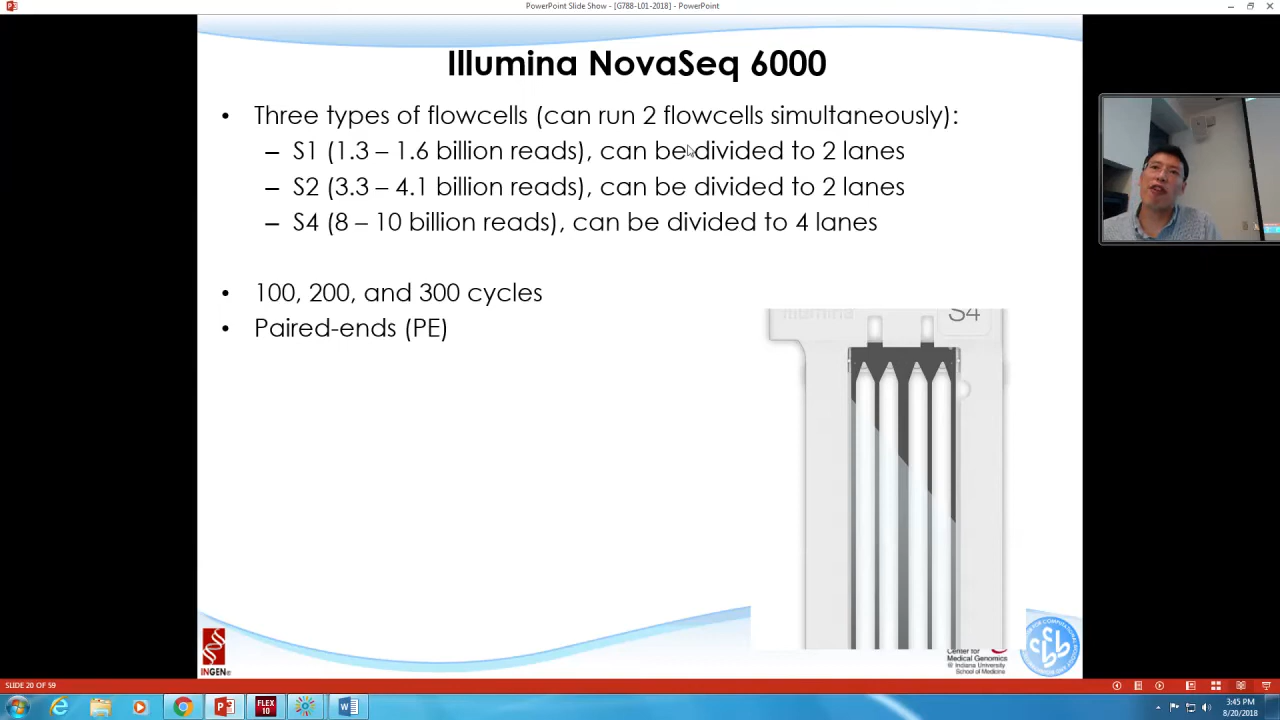 PowerPoint Slide Show - [G788-L01-2018] - PowerPoint
Illumina NovaSeq 6000
• Three types of flowcells (can run 2 flowcells simultaneously):
– S1 (1.3 – 1.6 billion reads), can be divided to 2 lanes
– S2 (3.3 – 4.1 billion reads), can be divided to 2 lanes
– S4 (8 – 10 billion reads), can be divided to 4 lanes
• 100, 200, and 300 cycles
• Paired-ends (PE)
illumina
S4
INGEN®
Center for
Medical Genomics
@ Indiana University
School of Medicine
SLIDE 20 OF 59
FLEX
10
3:45 PM
8/20/2018